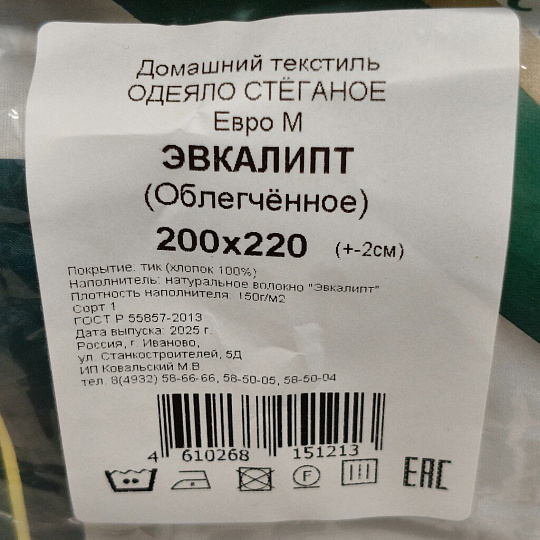 Домашний текстиль
ОДЕЯЛО СТЁГАНОЕ
Евро М
ЭВКАЛИПТ
(Облегчённое)
200х220 (+-2см)
Покрытие: тик (хлопок 100%)
Наполнитель: натуральное волокно "Эвкалипт"
Плотность наполнителя: 150г/м2
Сорт 1
ГОСТ Р 55857-2013
Дата выпуска: 2025 г.
Россия, г. Иваново,
ул. Станкостроителей, 5Д
ИП Ковальский М.В
тел. 8(4932) 58-66-66, 58-50-05, 58-50-04
4 610268 151213
F EAC